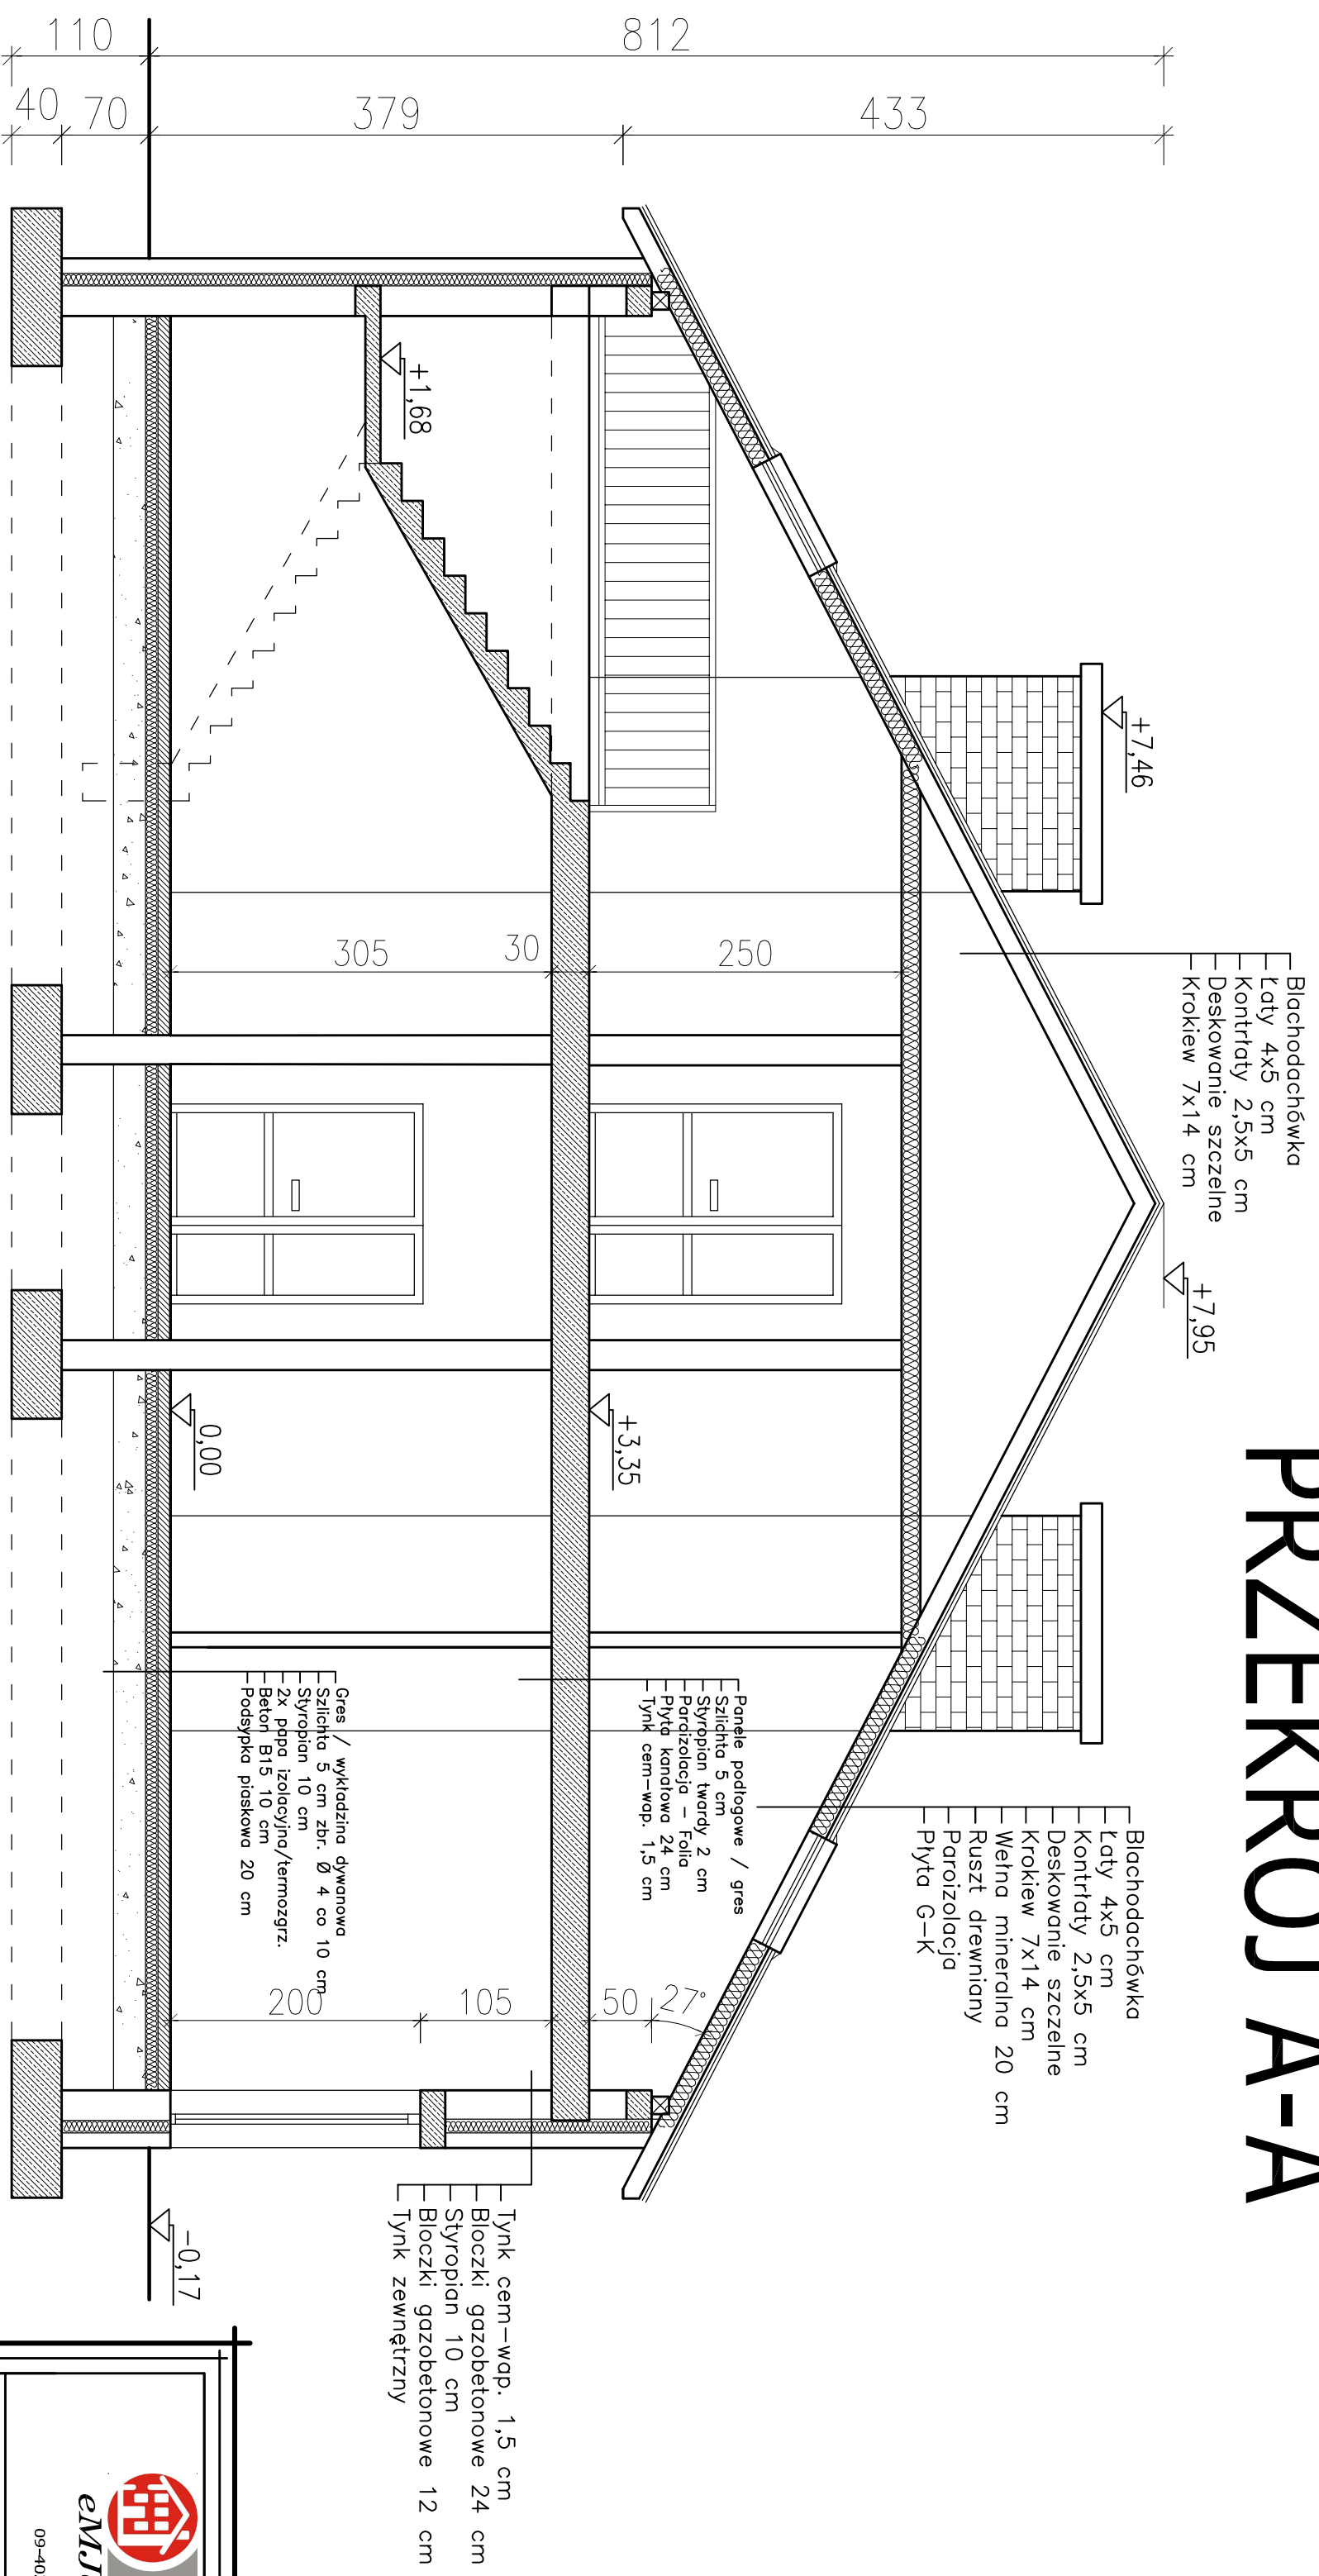 PRZEKRÓJ A-A
Blachodachówka
Łaty 4x5 cm
Kontrłaty 2,5x5 cm
Deskowanie szczelne
Krokiew 7x14 cm
+7,95
+7,46
812
433
379
110
70
40
+1,68
Blachodachówka
Łaty 4x5 cm
Kontrłaty 2,5x5 cm
Deskowanie szczelne
Krokiew 7x14 cm
Wełna mineralna 20 cm
Ruszt drewniany
Paroizolacja
Płyta G-K
250
30
305
+3,35
0,00
Panele podłogowe / gres
Szlichta 5 cm
Styropian twardy 2 cm
Paroizolacja - Folia
Płyta kanałowa 24 cm
Tynk cem-wap. 1,5 cm
27°
50
105
200
Gres / wykładzina dywanowa
Szlichta 5 cm zbr. Ø 4 co 10 cm
Styropian 10 cm
2x papa izolacyjna/termozgrz.
Beton B15 10 cm
Podsypka piaskowa 20 cm
Tynk cem-wap. 1,5 cm
Bloczki gazobetonowe 24 cm
Styropian 10 cm
Bloczki gazobetonowe 12 cm
Tynk zewnętrzny
-0,17
09-40